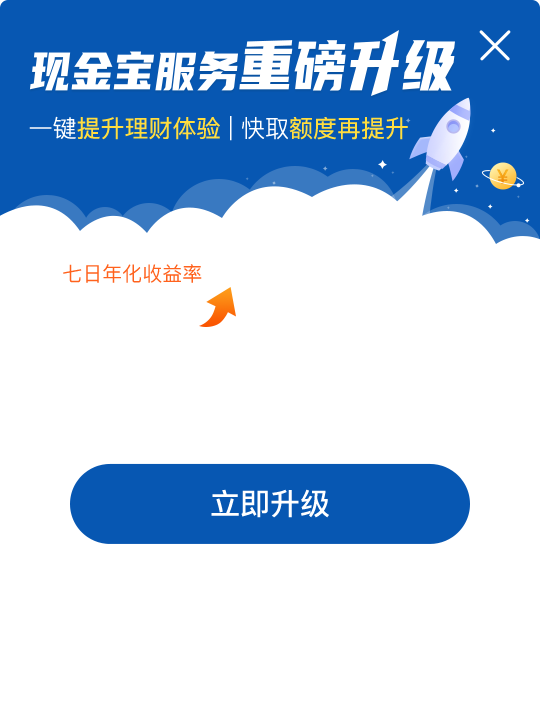 现金宝服务重磅升级
一键提升理财体验 | 快取额度再提升
¥
七日年化收益率
立即升级